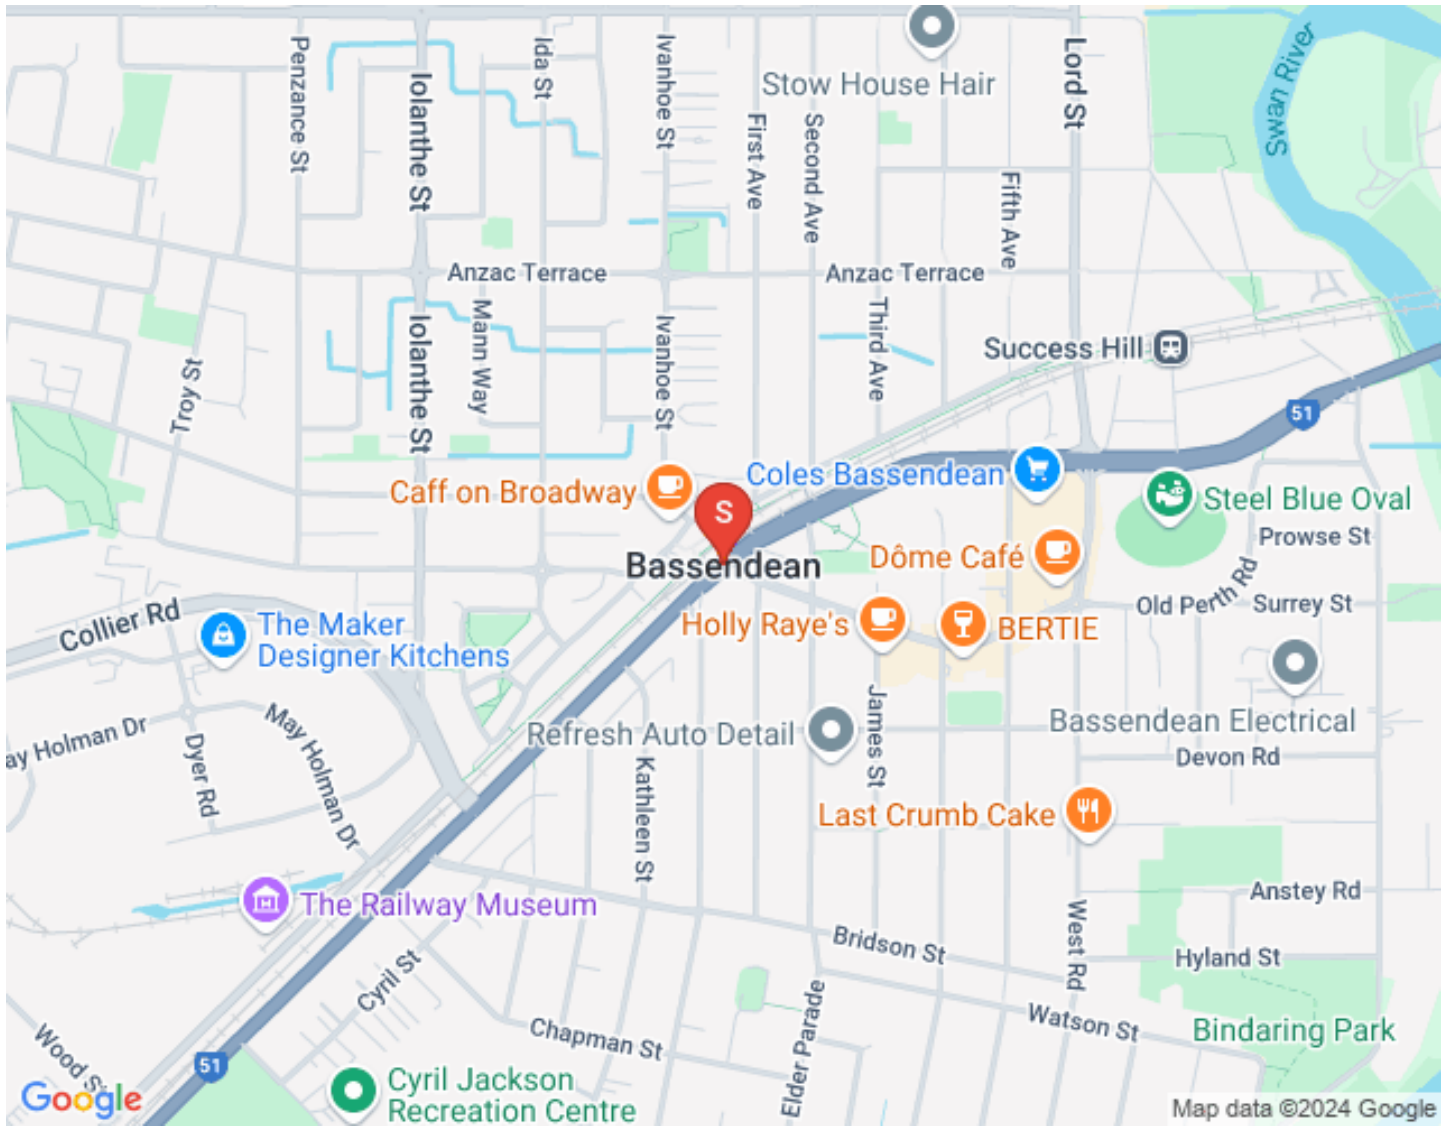 Swan River
Penzance St
Iolanthe St
Ida St
Ivanhoe St
Stow House Hair
Lord St
First Ave
Second Ave
Fifth Ave
Anzac Terrace
Anzac Terrace
Mann Way
Iolanthe St
Ivanhoe St
Third Ave
Success Hill
Troy St
51
Coles Bassendean
Caff on Broadway
Steel Blue Oval
S
Prowse St
Bassendean
Dôme Café
Old Perth Rd
Surrey St
Collier Rd
The Maker
Designer Kitchens
Holly Raye's
BERTIE
May Holman Dr
ay Holman Dr
Dyer Rd
Refresh Auto Detail
James St
Bassendean Electrical
Devon Rd
Kathleen St
Last Crumb Cake
The Railway Museum
Anstey Rd
West Rd
Bridson St
Hyland St
Cyril St
Elder Parade
Chapman St
Watson St
Bindaring Park
Wood St
51
Cyril Jackson
Recreation Centre
Google
Map data ©2024 Google